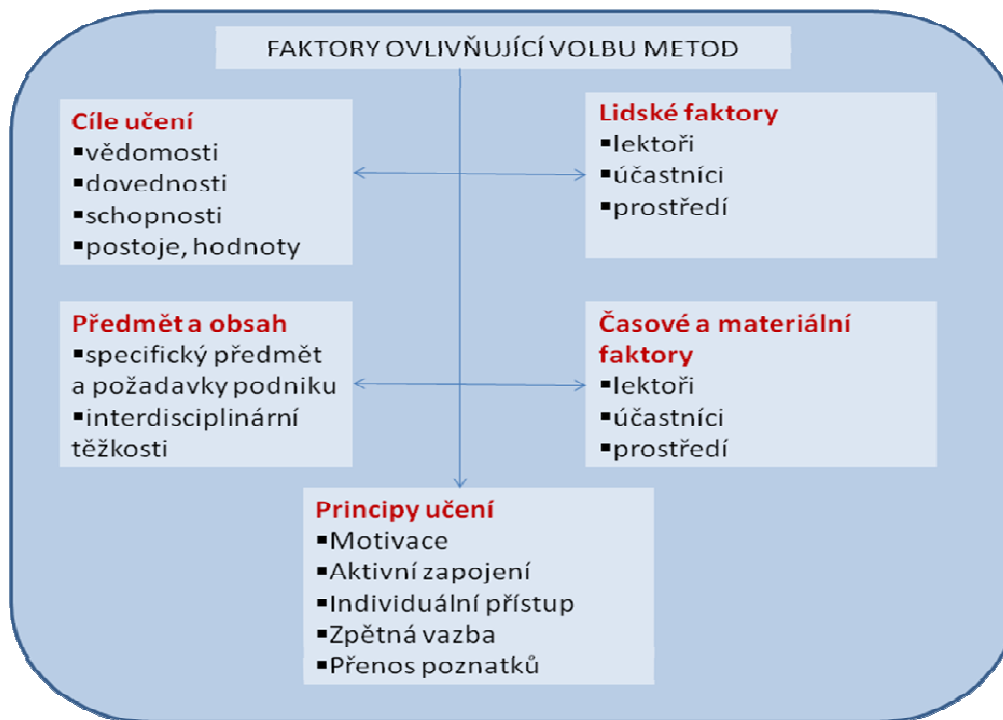 FAKTORY OVLIVŇUJÍCÍ VOLBU METOD
Cíle učení
▪vědomosti
▪dovednosti
▪schopnosti
▪postoje, hodnoty
Lidské faktory
▪lektoři
▪účastníci
▪prostředí
Předmět a obsah
▪specifický předmět
a požadavky podniku
▪interdisciplinární
těžkosti
Časové a materiální
faktory
▪lektoři
▪účastníci
▪prostředí
Principy učení
▪Motivace
▪Aktivní zapojení
▪Individuální přístup
▪Zpětná vazba
▪Přenos poznatků